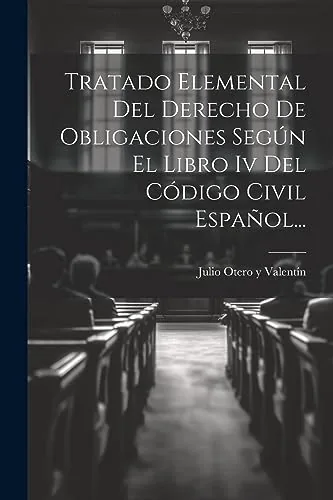 Tratado Elemental
Del Derecho De
Obligaciones Según
El Libro Iv Del
Código Civil
Español...
Julio Otero y Valentín